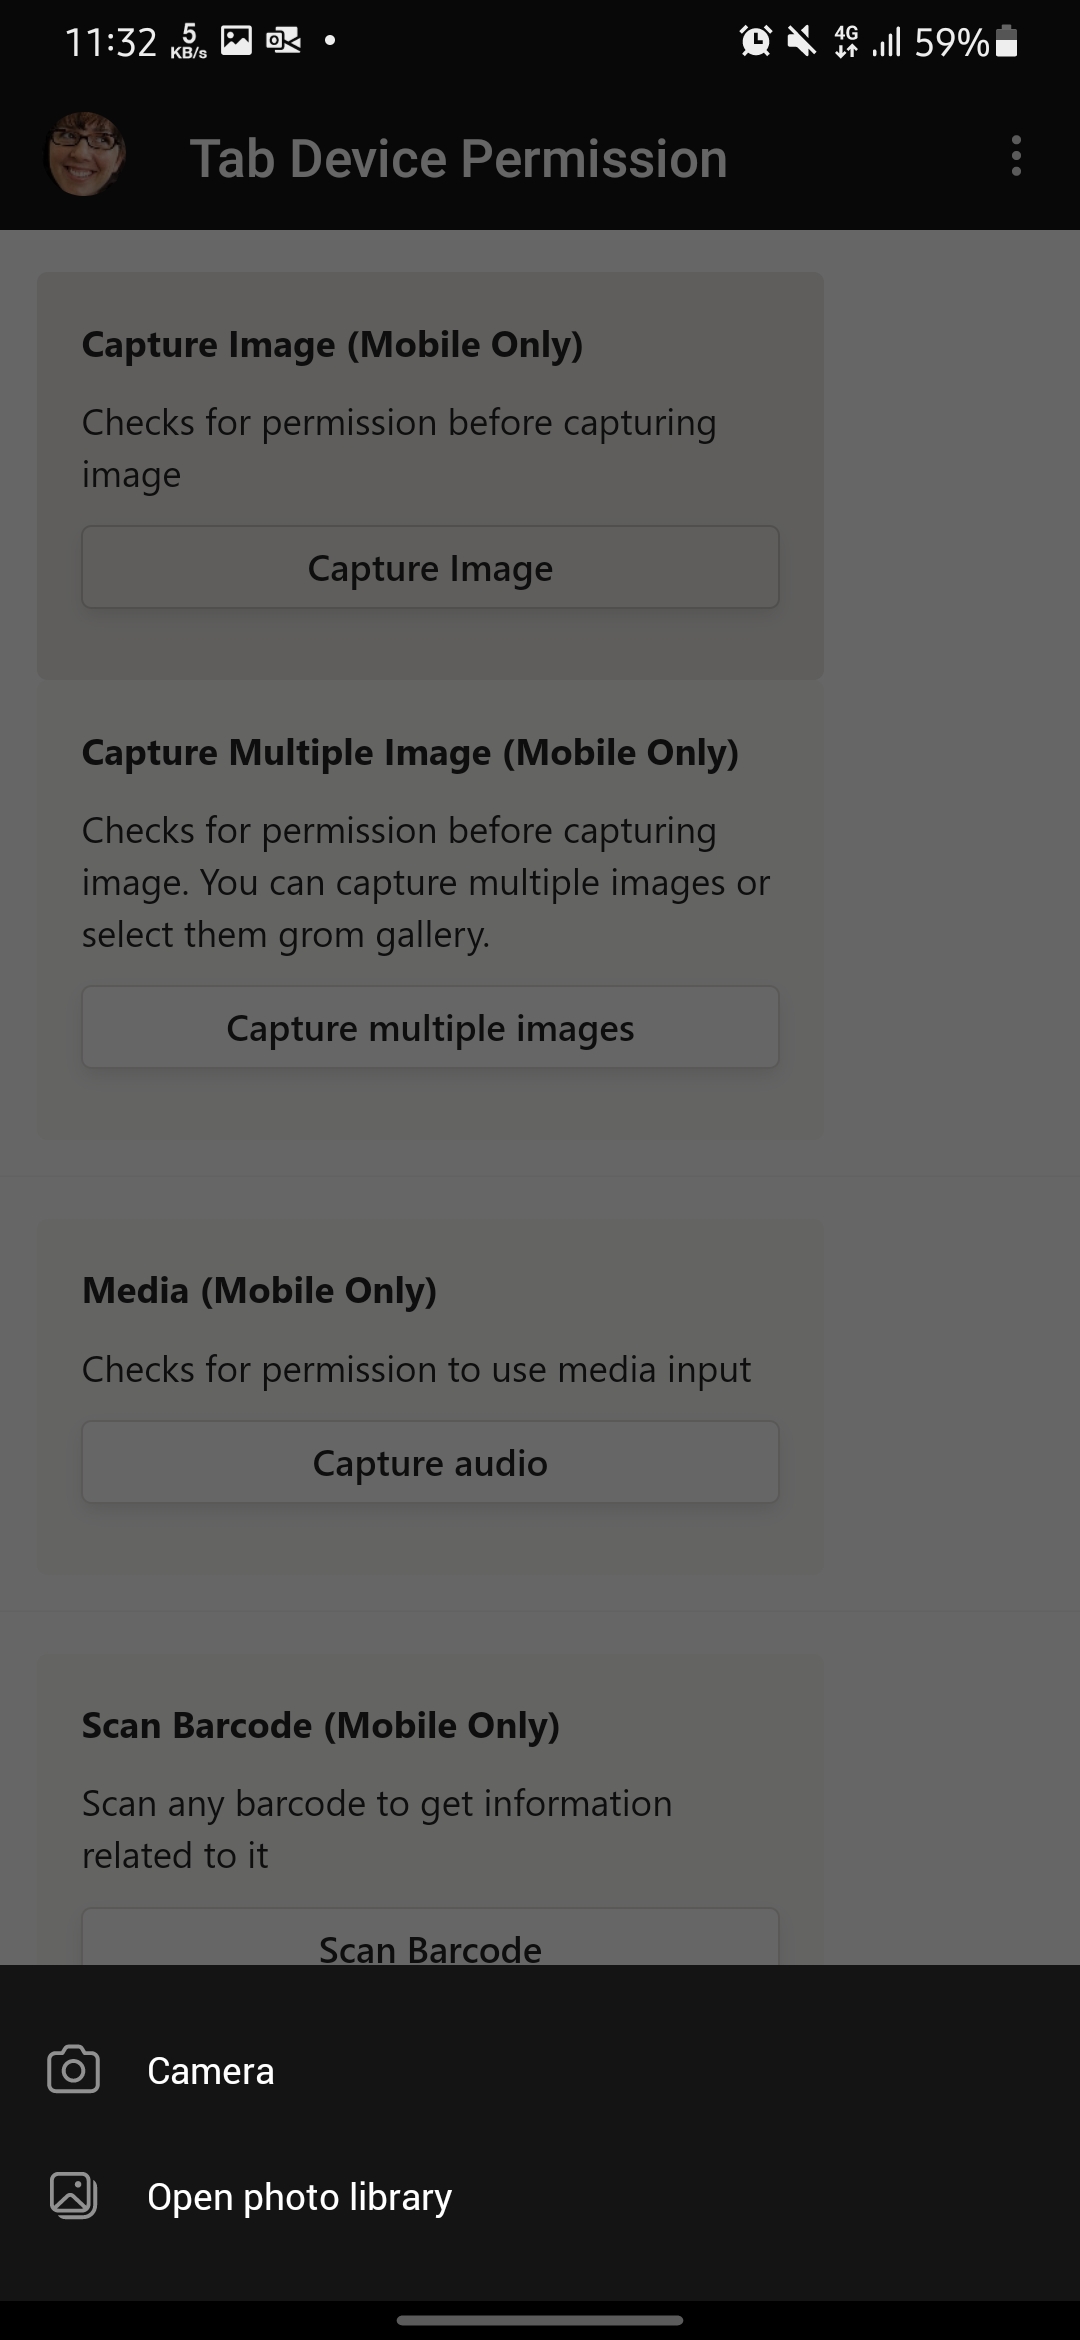 11:32 5 KB/s 4G 59%
Tab Device Permission
Capture Image (Mobile Only)
Checks for permission before capturing
image
Capture Image
Capture Multiple Image (Mobile Only)
Checks for permission before capturing
image. You can capture multiple images or
select them grom gallery.
Capture multiple images
Media (Mobile Only)
Checks for permission to use media input
Capture audio
Scan Barcode (Mobile Only)
Scan any barcode to get information
related to it
Scan Barcode
Camera
Open photo library